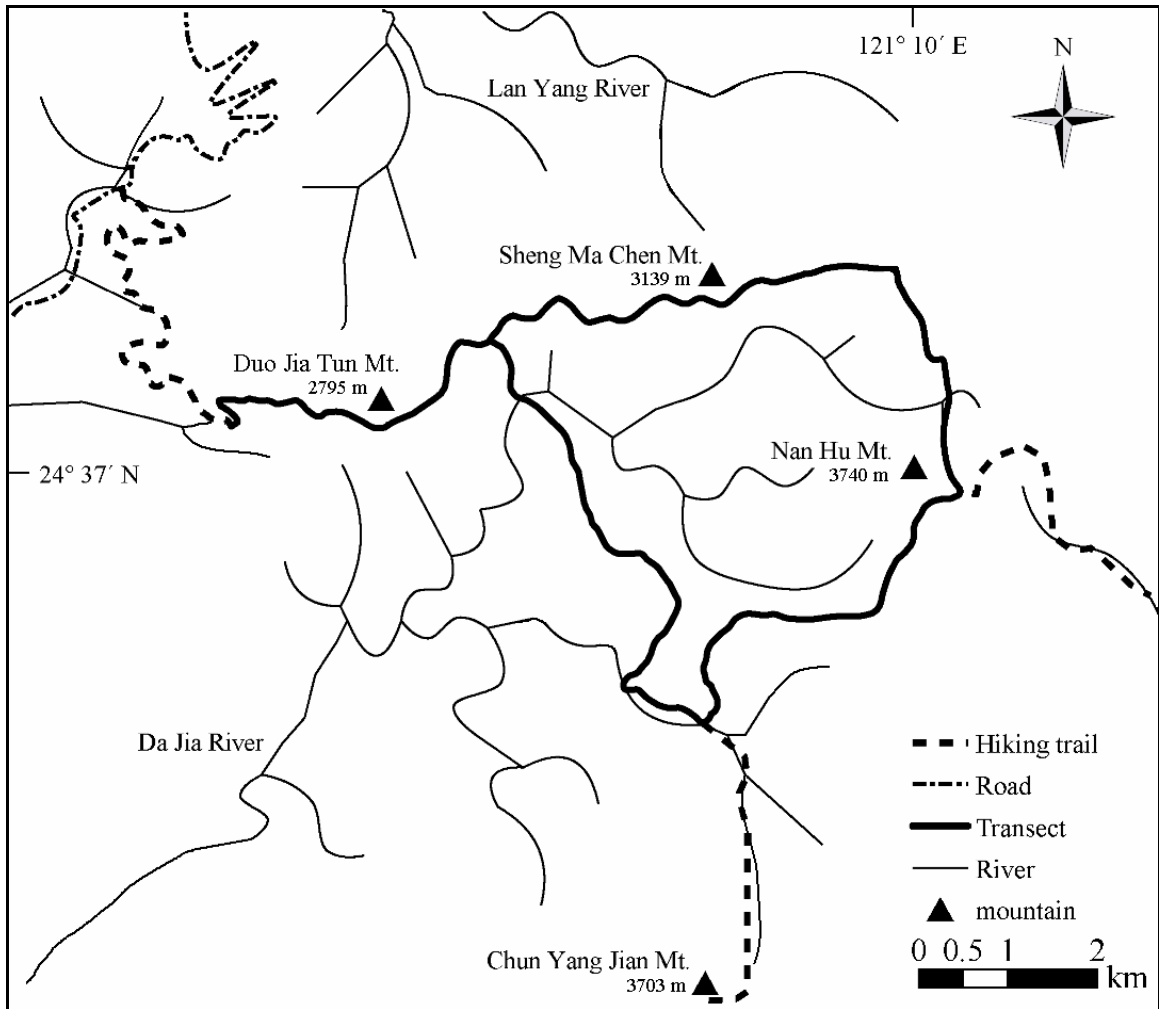 121° 10´ E
N
Lan Yang River
Sheng Ma Chen Mt.
3139 m
Duo Jia Tun Mt.
2795 m
Nan Hu Mt.
3740 m
24° 37´ N
Da Jia River
Hiking trail
Road
Transect
River
mountain
Chun Yang Jian Mt.
3703 m
0 0.5 1 2
km